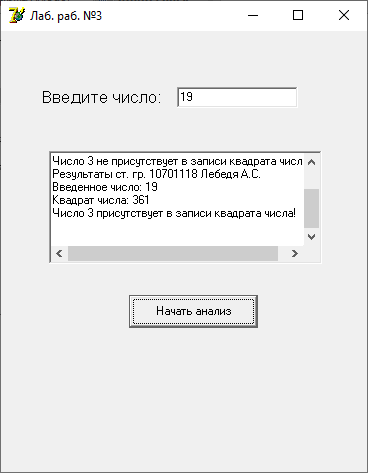 Лаб. раб. №3
Введите число: 19
Число 3 не присутствует в записи квадрата
Результаты ст. гр. 10701118 Лебедя А.С.
Введенное число: 19
Квадрат числа: 361
Число 3 присутствует в записи квадрата числа!
Начать анализ